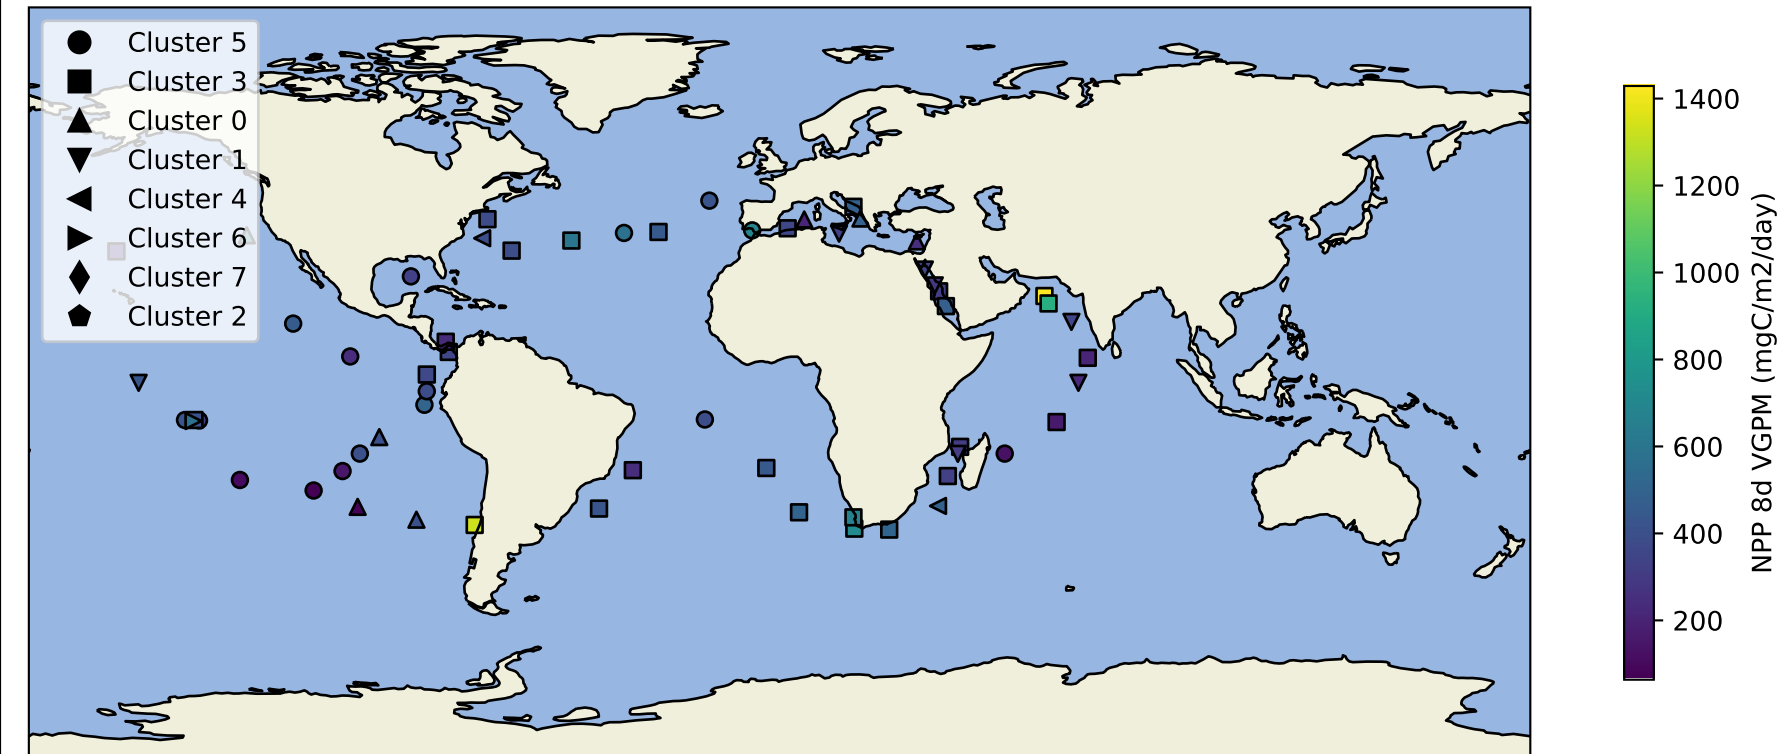 Cluster 5
Cluster 3
Cluster 0
Cluster 1
Cluster 4
Cluster 6
Cluster 7
Cluster 2
1400
1200
1000
800
600
400
200
NPP 8d VGPM (mgC/m2/day)